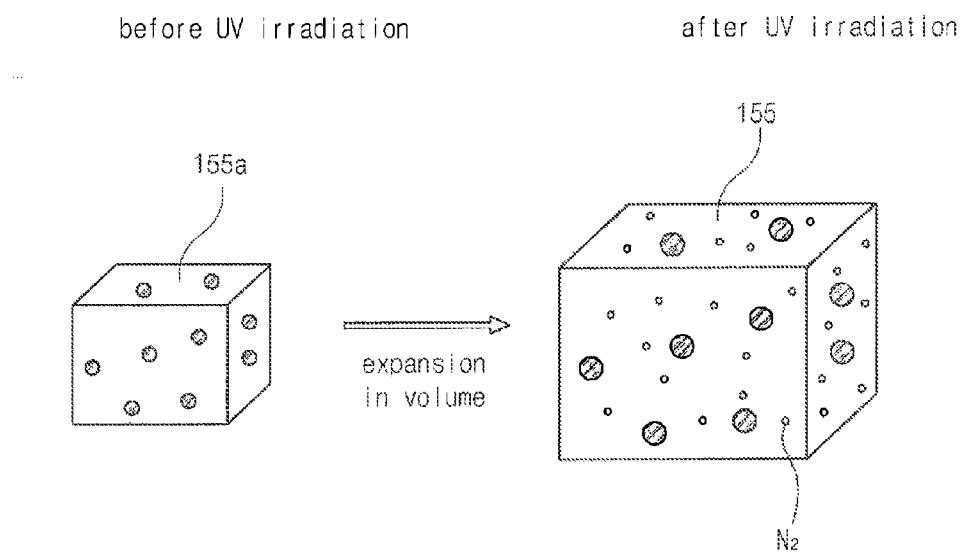 before UV irradiation
after UV irradiation
155a
155
expansion
in volume
N₂